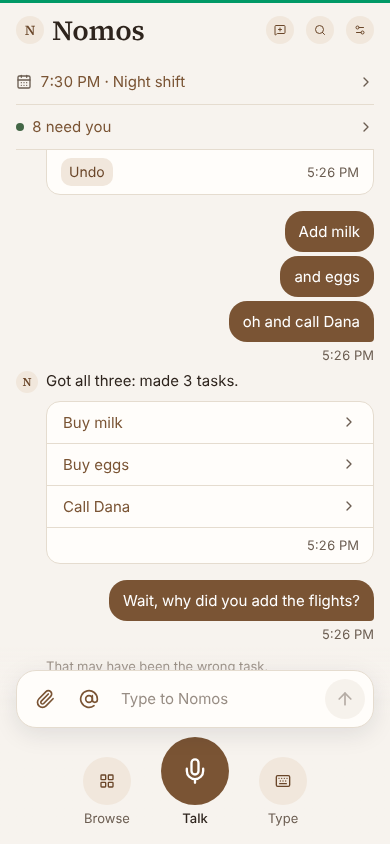 N Nomos
7:30 PM · Night shift
8 need you
Undo 5:26 PM
Add milk
and eggs
oh and call Dana
5:26 PM
N Got all three: made 3 tasks.
Buy milk
Buy eggs
Call Dana
5:26 PM
Wait, why did you add the flights?
5:26 PM
That may have been the wrong task.
Type to Nomos
Browse Talk Type